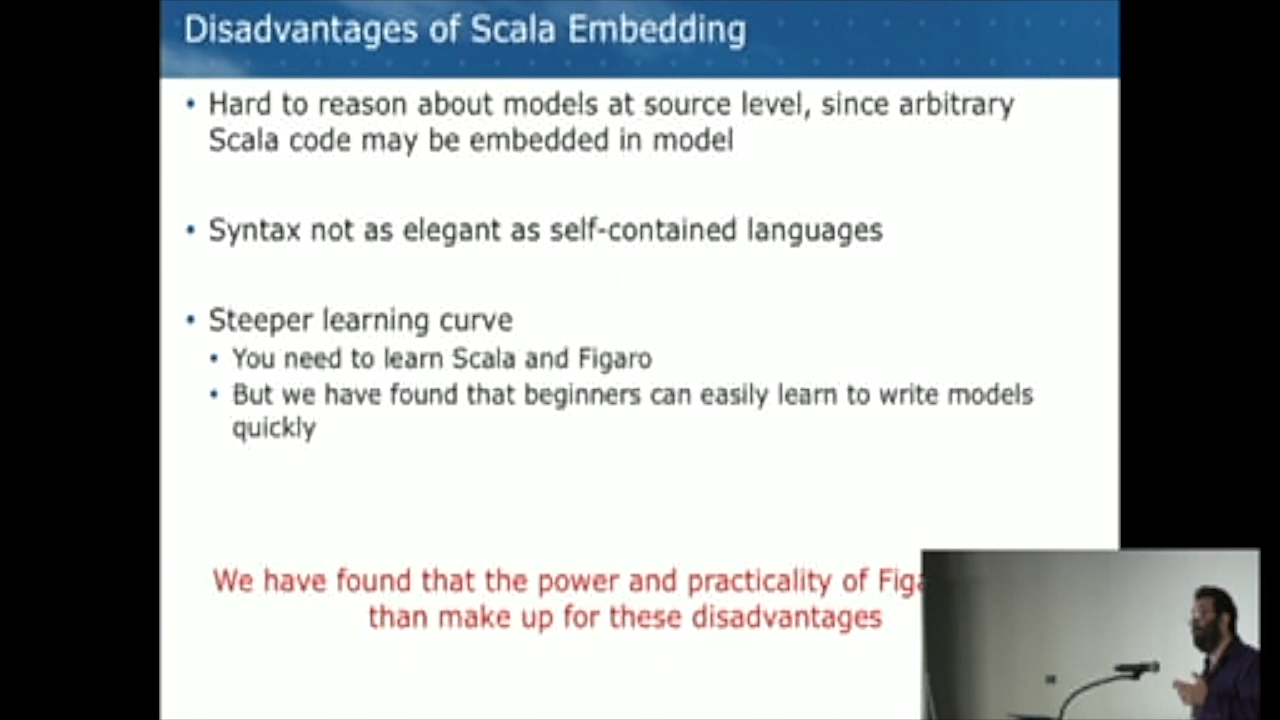 Disadvantages of Scala Embedding
• Hard to reason about models at source level, since arbitrary
Scala code may be embedded in model
• Syntax not as elegant as self-contained languages
• Steeper learning curve
• You need to learn Scala and Figaro
• But we have found that beginners can easily learn to write models
quickly
We have found that the power and practicality of
than make up for these disadvantages